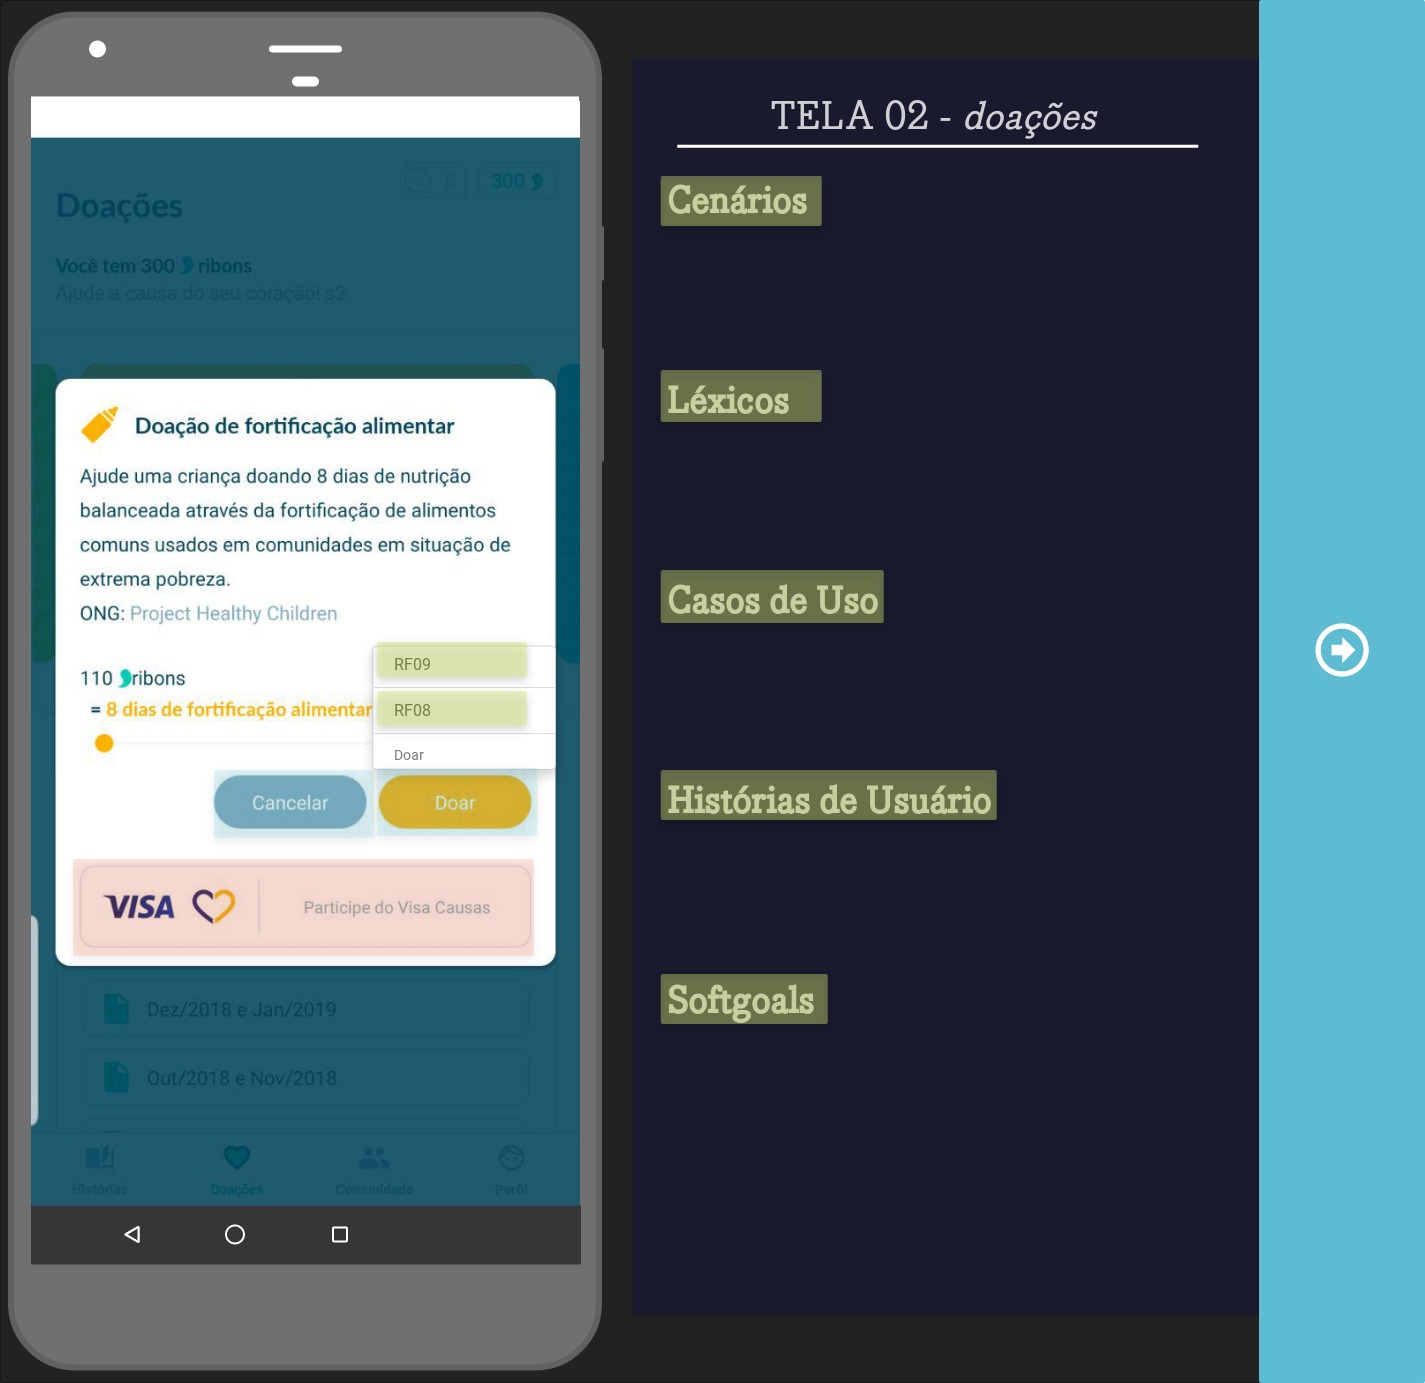 Doações
300
Você tem 300 ribons
Ajude a causa do seu coração! s2
Doação de fortificação alimentar
Ajude uma criança doando 8 dias de nutrição
balanceada através da fortificação de alimentos
comuns usados em comunidades em situação de
extrema pobreza.
ONG: Project Healthy Children
110 ribons
= 8 dias de fortificação alimentar
RF09
RF08
Doar
Cancelar
Doar
VISA
Participe do Visa Causas
Dez/2018 e Jan/2019
Out/2018 e Nov/2018
Histórias
Doações
Comunidade
Perfil
TELA 02 - doações
Cenários
Léxicos
Casos de Uso
Histórias de Usuário
Softgoals